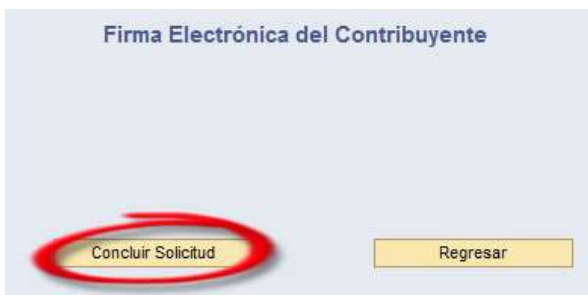 Firma Electrónica del Contribuyente
Concluir Solicitud
Regresar